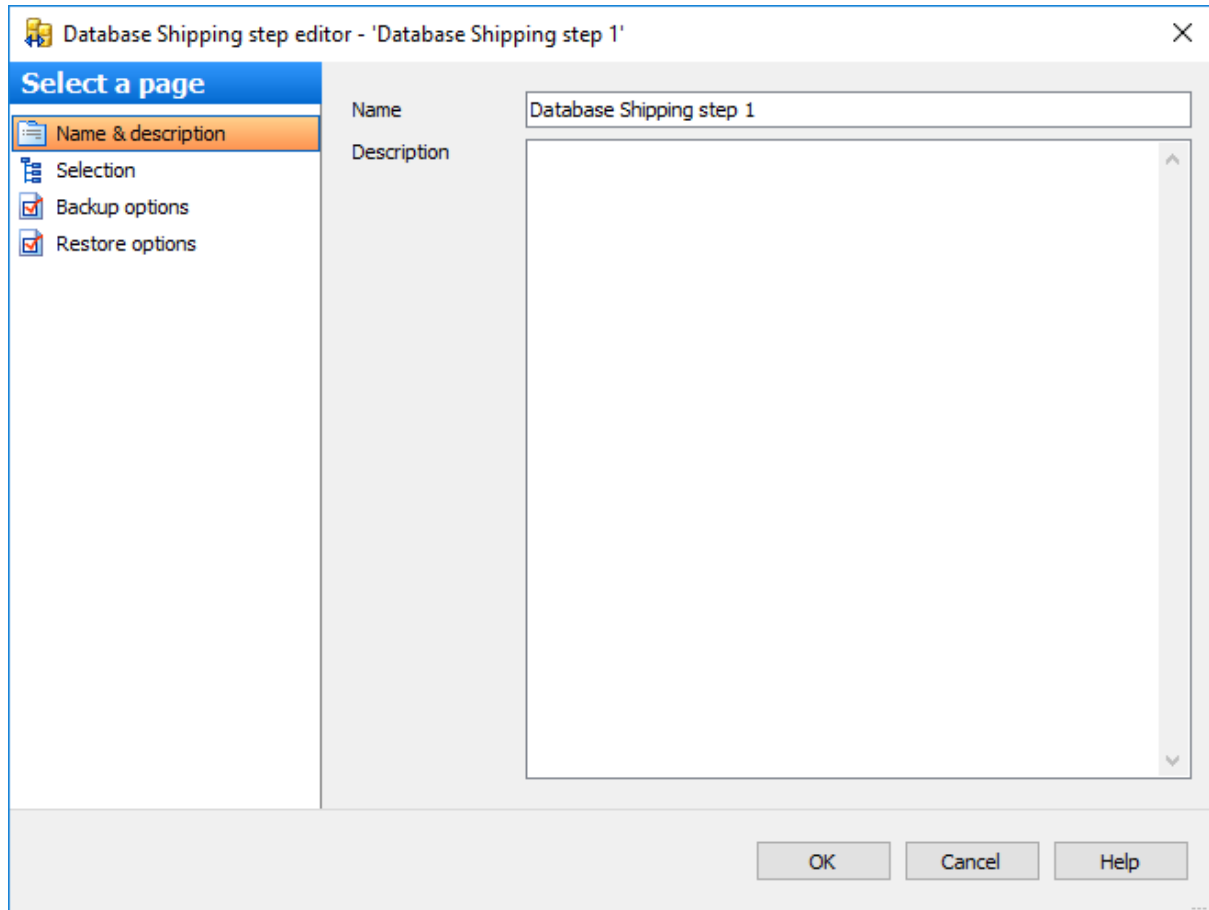 Database Shipping step editor - 'Database Shipping step 1'
Select a page
Name & description
Selection
Backup options
Restore options
Name
Database Shipping step 1
Description
OK
Cancel
Help